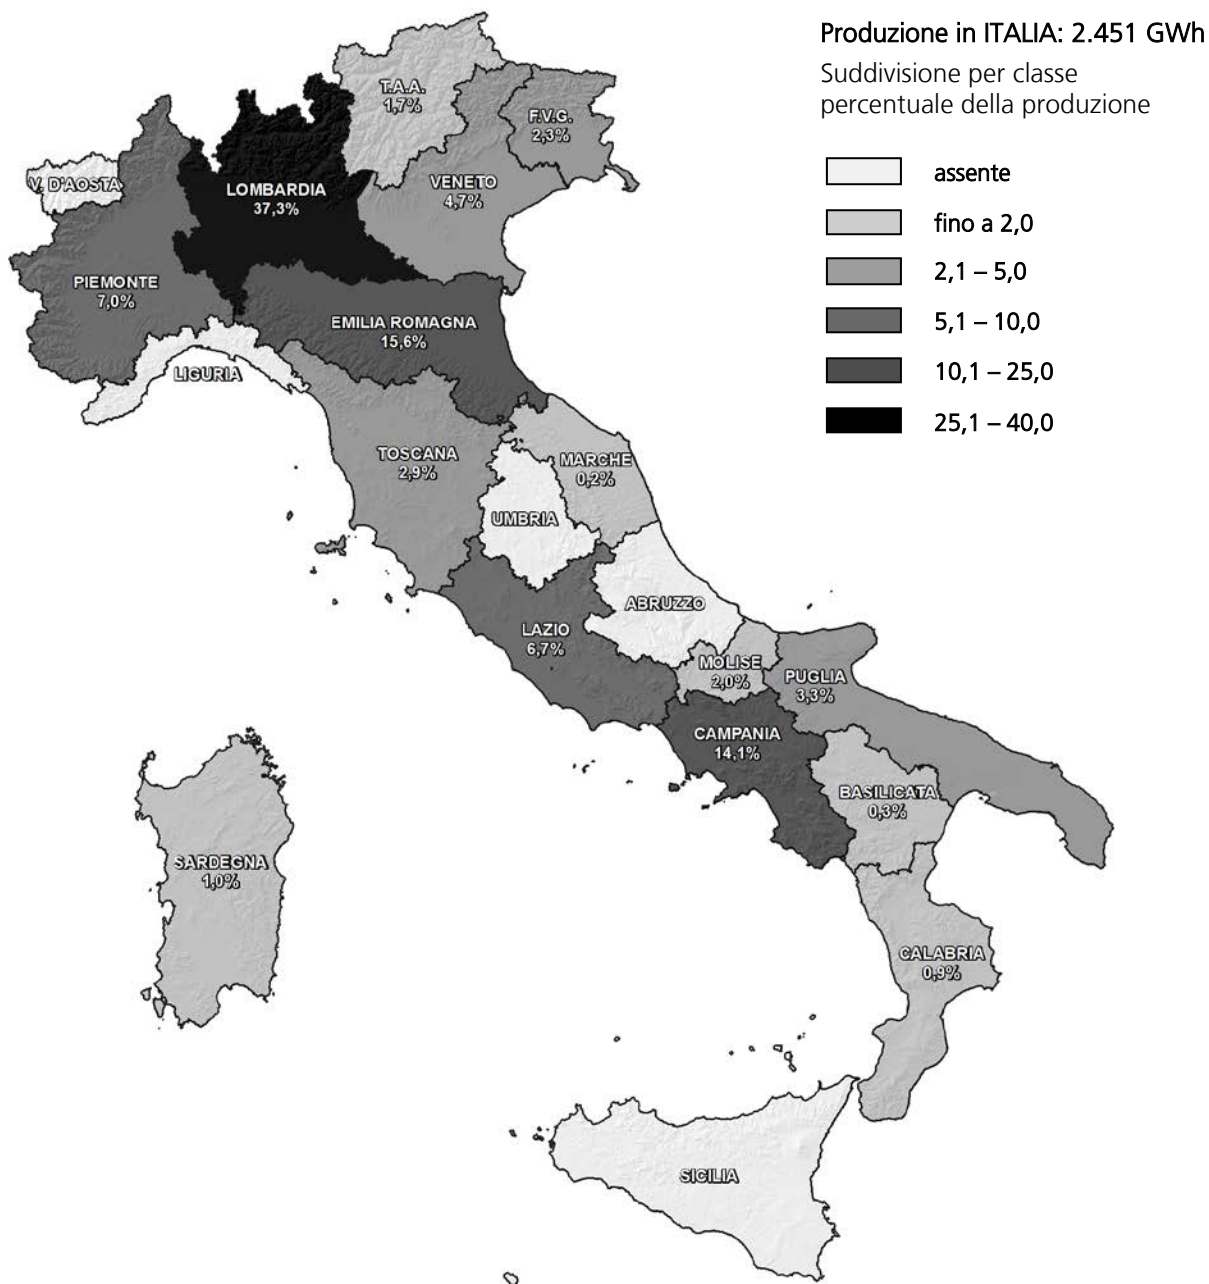 Produzione in ITALIA: 2.451 GWh
Suddivisione per classe
percentuale della produzione
assente
fino a 2,0
2,1 – 5,0
5,1 – 10,0
10,1 – 25,0
25,1 – 40,0
T.A.A.
1,7%
F.V.G.
2,3%
V. D'AOSTA
LOMBARDIA
37,3%
VENETO
4,7%
PIEMONTE
7,0%
EMILIA ROMAGNA
15,6%
LIGURIA
TOSCANA
2,9%
MARCHE
0,2%
UMBRIA
ABRUZZO
LAZIO
6,7%
MOLISE
2,0%
PUGLIA
3,3%
CAMPANIA
14,1%
BASILICATA
0,3%
SARDEGNA
1,0%
CALABRIA
0,9%
SICILIA